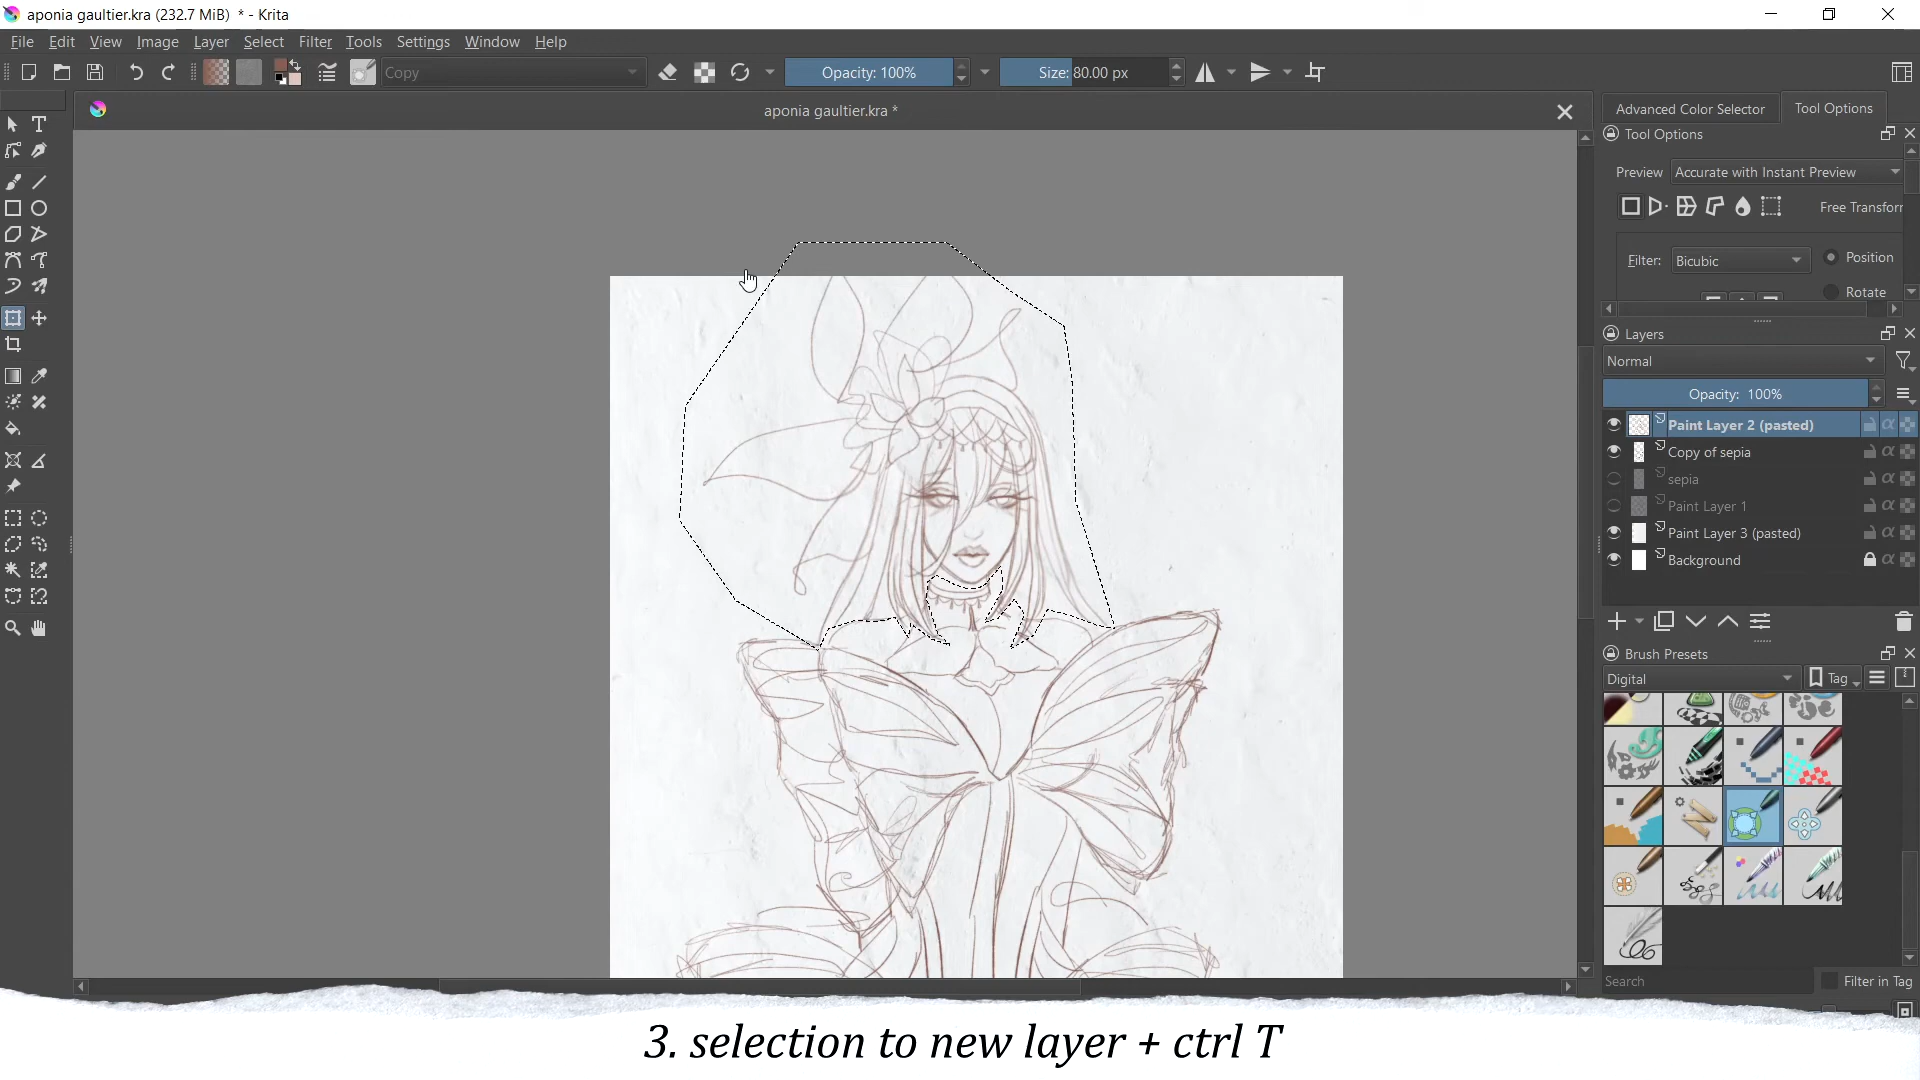 aponia gaultier.kra (232.7 MiB) * - Krita
File Edit View Image Layer Select Filter Tools Settings Window Help
Copy Opacity: 100% Size: 80.00 px
aponia gaultier.kra *
Advanced Color Selector Tool Options
Tool Options
Preview Accurate with Instant Preview
Free Transform
Filter: Bicubic Position
Rotate
Layers
Normal
Opacity: 100%
Paint Layer 2 (pasted)
Copy of sepia
sepia
Paint Layer 1
Paint Layer 3 (pasted)
Background
Brush Presets
Digital Tag
Search Filter in Tag
3. selection to new layer + ctrl T